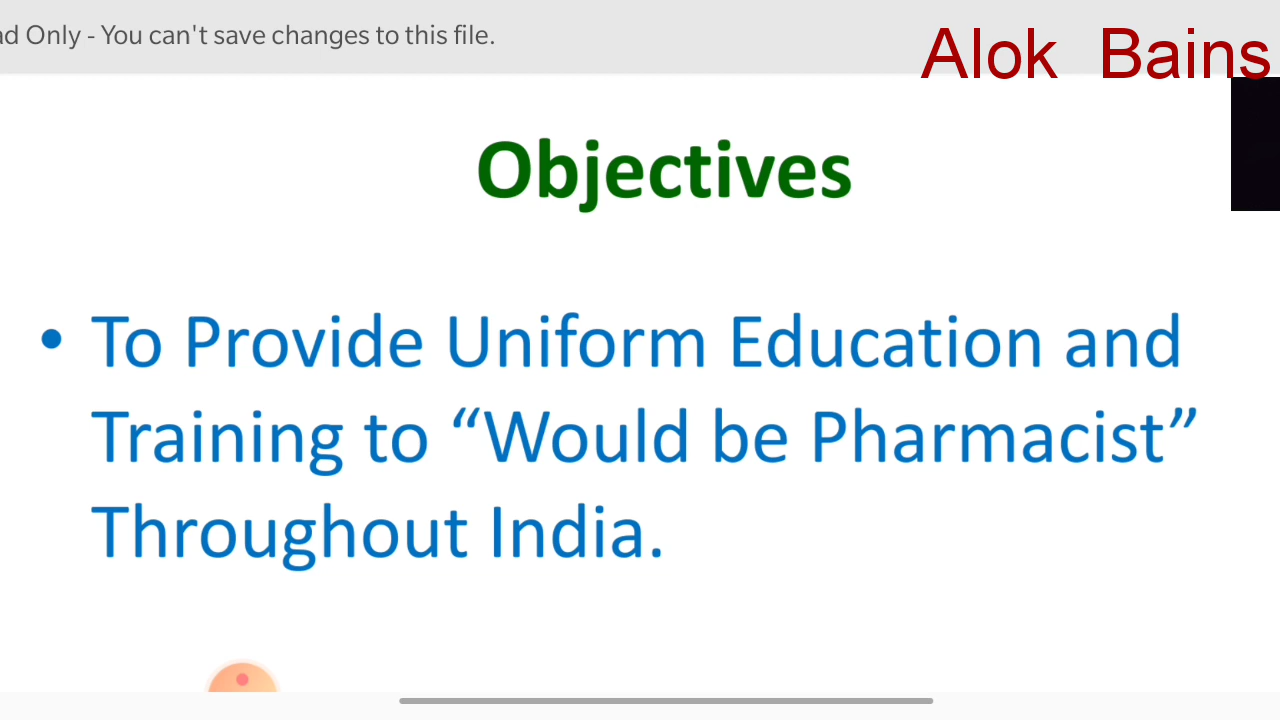 ad Only - You can't save changes to this file.
Alok Bains
Objectives
• To Provide Uniform Education and
Training to “Would be Pharmacist”
Throughout India.